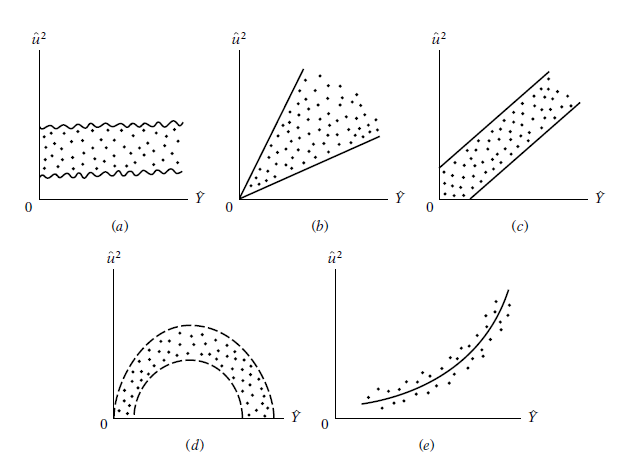 û² û² û²
0 Ŷ 0 Ŷ 0 Ŷ
(a) (b) (c)
û² û²
0 Ŷ 0 Ŷ
(d) (e)